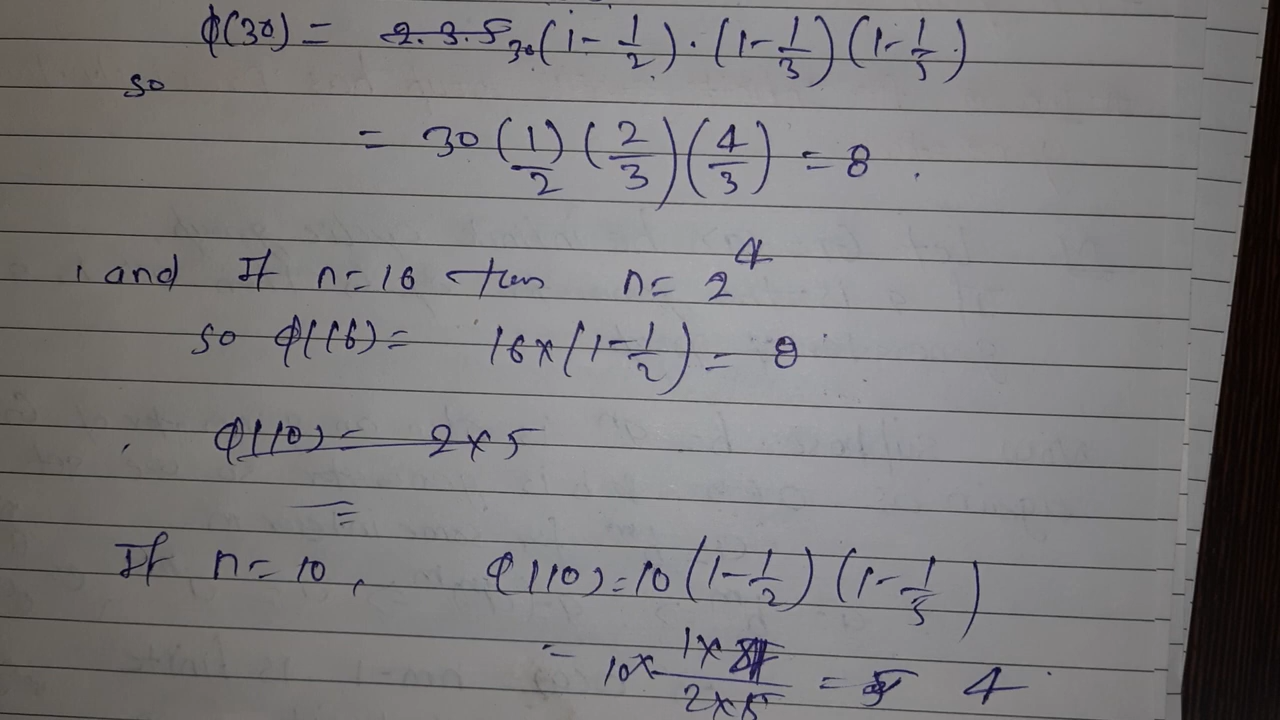 ϕ(30) = 2.3.5 30 (1-1/2) · (1-1/3) (1-1/5)
so
= 30 (1/2) (2/3) (4/3) = 8 .
, and If n=16 then n= 2^4
so ϕ(16)= 16×(1-1/2) = 8
ϕ(10)= 2×5
=
If n=10, ϕ(10)=10(1-1/2)(1-1/5)
= 10× 1×4/2×5 = 4